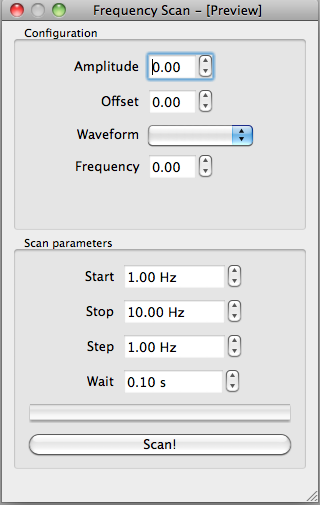 Frequency Scan – [Preview]
Configuration
Amplitude 0.00
Offset 0.00
Waveform
Frequency 0.00
Scan parameters
Start 1.00 Hz
Stop 10.00 Hz
Step 1.00 Hz
Wait 0.10 s
Scan!